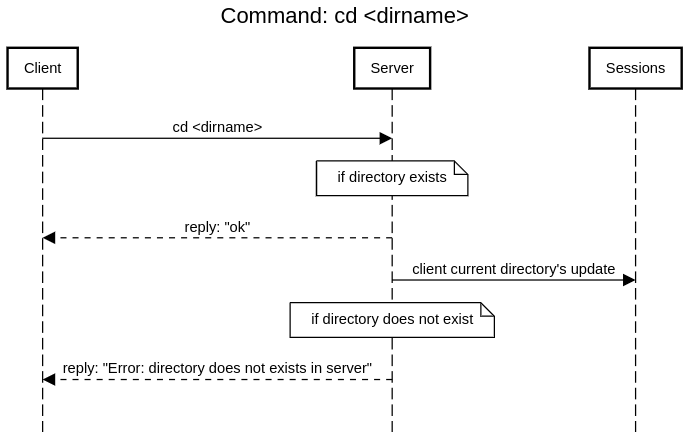 Command: cd <dirname>
Client
Server
Sessions
cd <dirname>
if directory exists
reply: "ok"
client current directory's update
if directory does not exist
reply: "Error: directory does not exists in server"